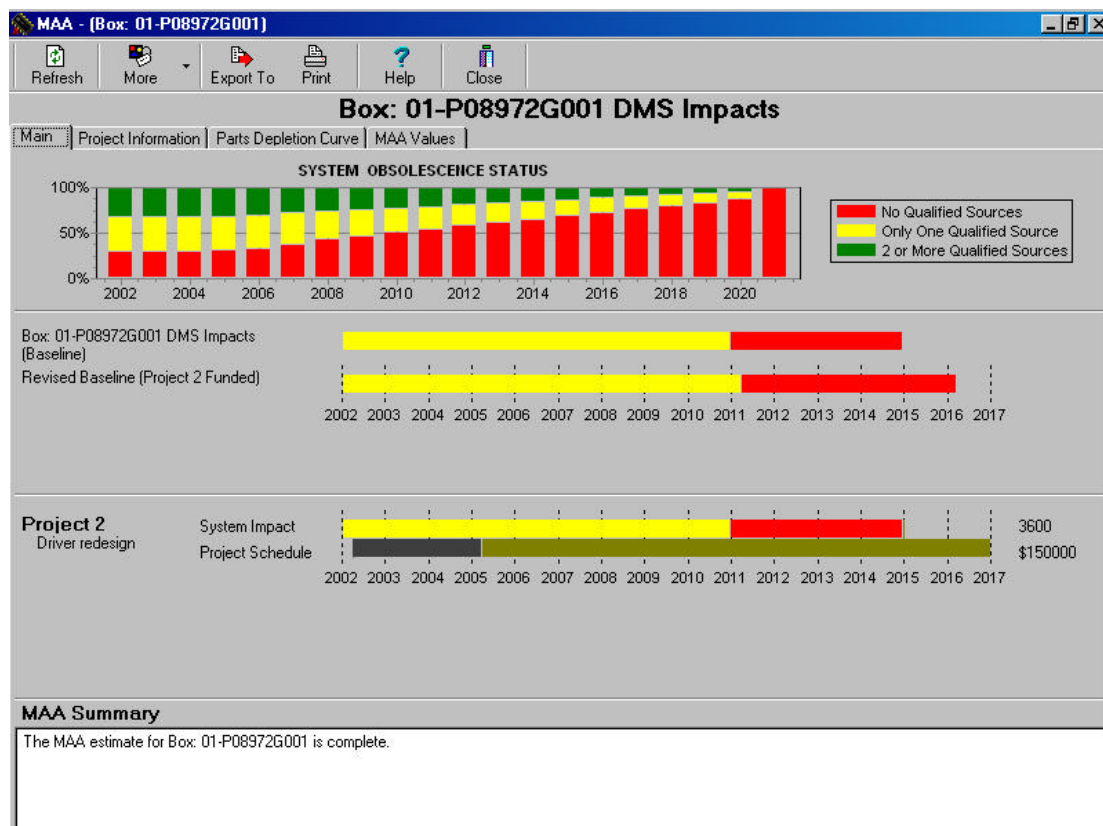 MAA - (Box: 01-P08972G001)
Refresh More Export To Print Help Close
Box: 01-P08972G001 DMS Impacts
Main Project Information Parts Depletion Curve MAA Values
SYSTEM OBSOLESCENCE STATUS
100%
50%
0%
2002 2004 2006 2008 2010 2012 2014 2016 2018 2020
No Qualified Sources
Only One Qualified Source
2 or More Qualified Sources
Box: 01-P08972G001 DMS Impacts
(Baseline)
Revised Baseline (Project 2 Funded)
2002 2003 2004 2005 2006 2007 2008 2009 2010 2011 2012 2013 2014 2015 2016 2017
Project 2 System Impact 3600
Driver redesign Project Schedule $150000
2002 2003 2004 2005 2006 2007 2008 2009 2010 2011 2012 2013 2014 2015 2016 2017
MAA Summary
The MAA estimate for Box: 01-P08972G001 is complete.